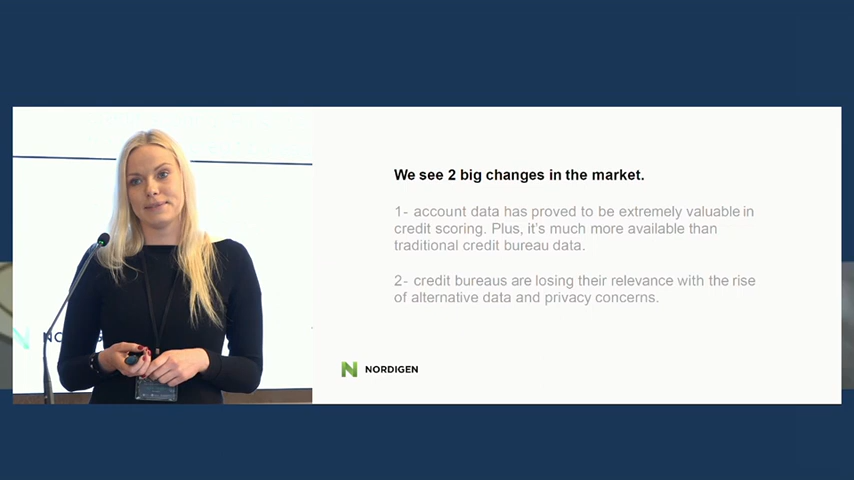 We see 2 big changes in the market.
1- account data has proved to be extremely valuable in
credit scoring. Plus, it's much more available than
traditional credit bureau data.
2- credit bureaus are losing their relevance with the rise
of alternative data and privacy concerns.
N NORDIGEN